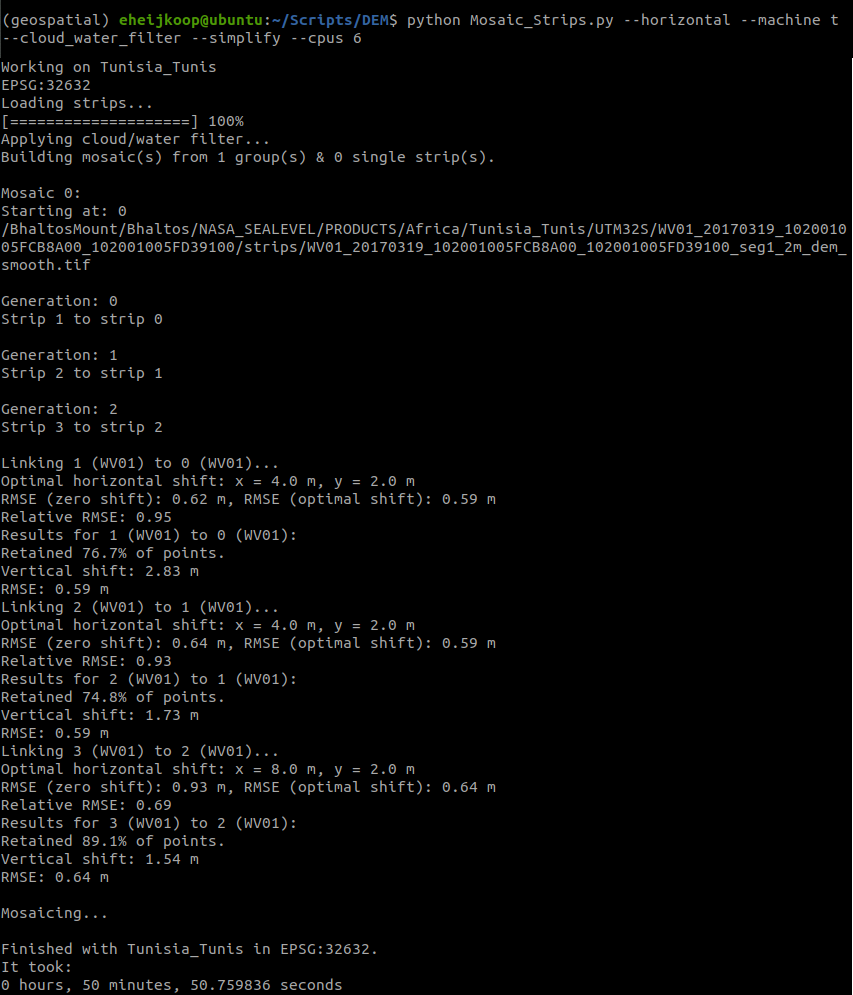 (geospatial) eheijkoop@ubuntu:~/Scripts/DEM$ python Mosaic_Strips.py --horizontal --machine t
--cloud_water_filter --simplify --cpus 6
Working on Tunisia_Tunis
EPSG:32632
Loading strips...
[====================] 100%
Applying cloud/water filter...
Building mosaic(s) from 1 group(s) & 0 single strip(s).
Mosaic 0:
Starting at: 0
/BhaltosMount/Bhaltos/NASA_SEALEVEL/PRODUCTS/Africa/Tunisia_Tunis/UTM32S/WV01_20170319_102001005FCB8A00_102001005FD39100/strips/WV01_20170319_102001005FCB8A00_102001005FD39100_seg1_2m_dem_
smooth.tif
Generation: 0
Strip 1 to strip 0
Generation: 1
Strip 2 to strip 1
Generation: 2
Strip 3 to strip 2
Linking 1 (WV01) to 0 (WV01)...
Optimal horizontal shift: x = 4.0 m, y = 2.0 m
RMSE (zero shift): 0.62 m, RMSE (optimal shift): 0.59 m
Relative RMSE: 0.95
Results for 1 (WV01) to 0 (WV01):
Retained 76.7% of points.
Vertical shift: 2.83 m
RMSE: 0.59 m
Linking 2 (WV01) to 1 (WV01)...
Optimal horizontal shift: x = 4.0 m, y = 2.0 m
RMSE (zero shift): 0.64 m, RMSE (optimal shift): 0.59 m
Relative RMSE: 0.93
Results for 2 (WV01) to 1 (WV01):
Retained 74.8% of points.
Vertical shift: 1.73 m
RMSE: 0.59 m
Linking 3 (WV01) to 2 (WV01)...
Optimal horizontal shift: x = 8.0 m, y = 2.0 m
RMSE (zero shift): 0.93 m, RMSE (optimal shift): 0.64 m
Relative RMSE: 0.69
Results for 3 (WV01) to 2 (WV01):
Retained 89.1% of points.
Vertical shift: 1.54 m
RMSE: 0.64 m
Mosaicing...
Finished with Tunisia_Tunis in EPSG:32632.
It took:
0 hours, 50 minutes, 50.759836 seconds